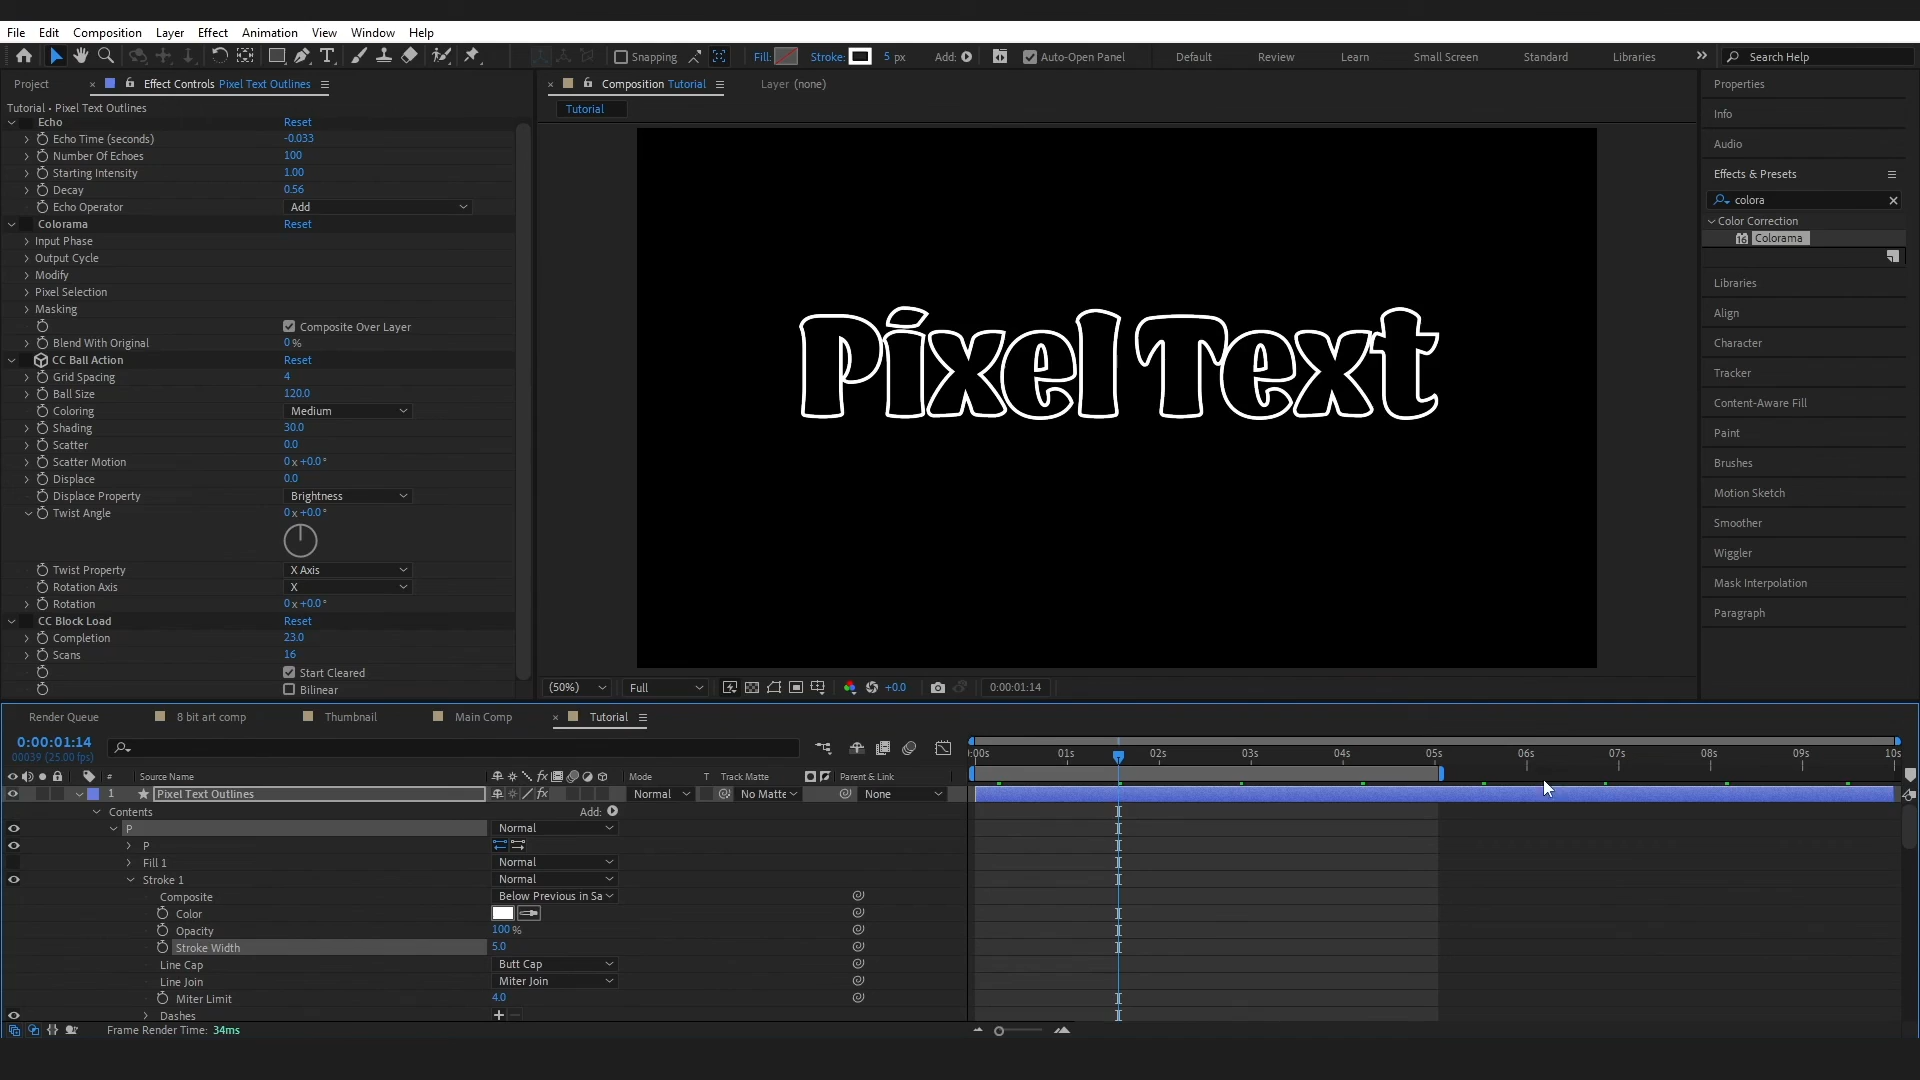 File Edit Composition Layer Effect Animation View Window Help
Snapping Fill: Stroke: 5 px Add: Auto-Open Panel Default Review Learn Small Screen Standard Libraries Search Help
Project Effect Controls Pixel Text Outlines
Tutorial • Pixel Text Outlines
Echo Reset
Echo Time (seconds) -0.033
Number Of Echoes 100
Starting Intensity 1.00
Decay 0.56
Echo Operator Add
Colorama Reset
Input Phase
Output Cycle
Modify
Pixel Selection
Masking
Composite Over Layer
Blend With Original 0 %
CC Ball Action Reset
Grid Spacing 4
Ball Size 120.0
Coloring Medium
Shading 30.0
Scatter 0.0
Scatter Motion 0 x +0.0 °
Displace 0.0
Displace Property Brightness
Twist Angle 0 x +0.0 °
Twist Property X Axis
Rotation Axis X
Rotation 0 x +0.0 °
CC Block Load Reset
Completion 23.0
Scans 16
Start Cleared
Bilinear
Composition Tutorial Layer (none)
Tutorial
Pixel Text
(50%) Full +0.0 0:00:01:14
Properties
Info
Audio
Effects & Presets
colora
Color Correction
16 Colorama
Libraries
Align
Character
Tracker
Content-Aware Fill
Paint
Brushes
Motion Sketch
Smoother
Wiggler
Mask Interpolation
Paragraph
Render Queue 8 bit art comp Thumbnail Main Comp Tutorial
0:00:01:14
00039 (25.00 fps)
:00s 01s 02s 03s 04s 05s 06s 07s 08s 09s 10s
# Source Name fx Mode T Track Matte Parent & Link
1 Pixel Text Outlines fx Normal No Matte None
Contents Add:
P Normal
P
Fill 1 Normal
Stroke 1 Normal
Composite Below Previous in Sa
Color
Opacity 100 %
Stroke Width 5.0
Line Cap Butt Cap
Line Join Miter Join
Miter Limit 4.0
Dashes + −
Frame Render Time: 34ms